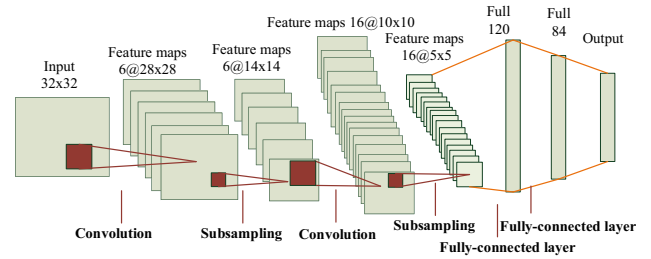 Input
32x32
Feature maps
6@28x28
Feature maps
6@14x14
Feature maps 16@10x10
Feature maps
16@5x5
Full
120
Full
84
Output
Convolution
Subsampling
Convolution
Subsampling
Fully-connected layer
Fully-connected layer